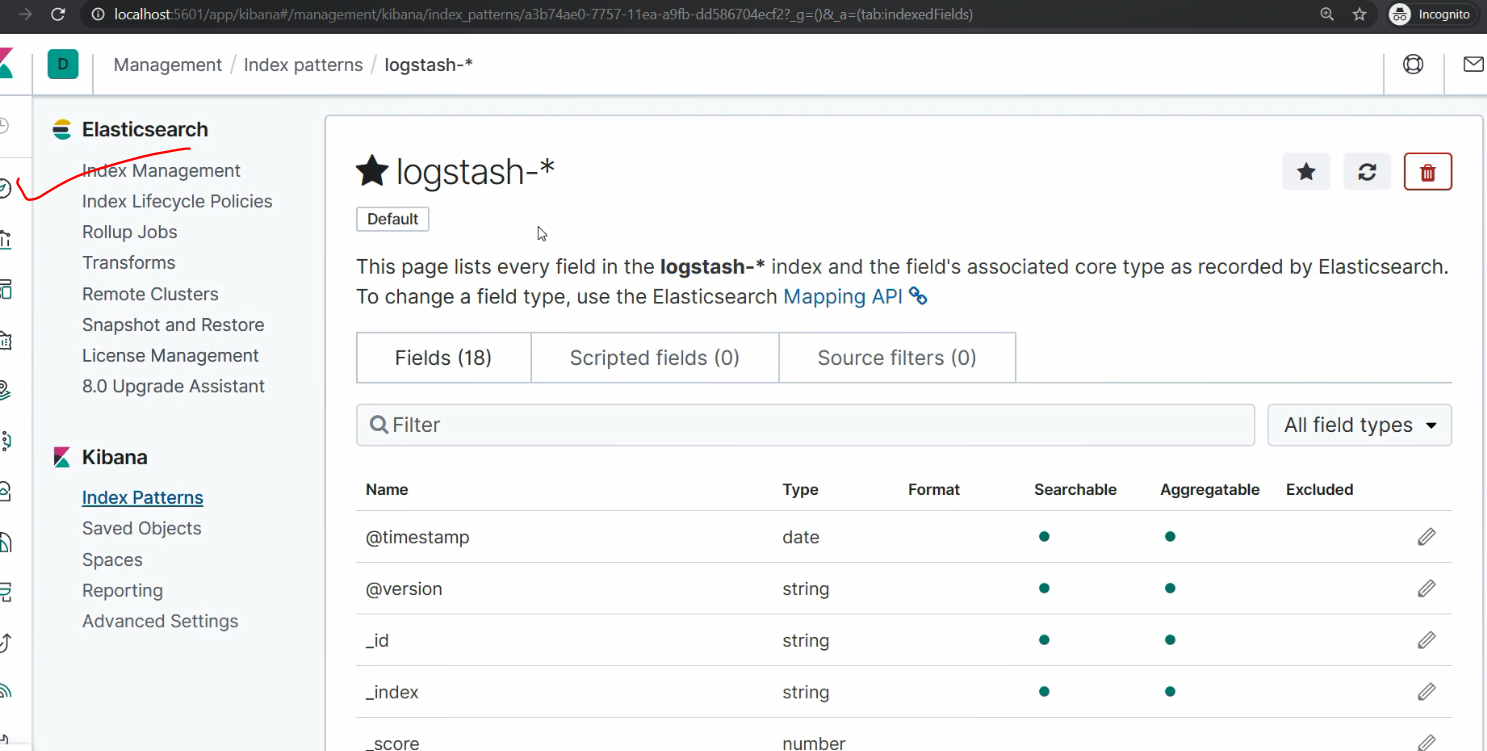 localhost:5601/app/kibana#/management/kibana/index_patterns/a3b74ae0-7757-11ea-a9fb-dd586704ecf2?_g=()&_a=(tab:indexedFields)
Incognito
D
Management / Index patterns / logstash-*
Elasticsearch
Index Management
Index Lifecycle Policies
Rollup Jobs
Transforms
Remote Clusters
Snapshot and Restore
License Management
8.0 Upgrade Assistant
Kibana
Index Patterns
Saved Objects
Spaces
Reporting
Advanced Settings
logstash-*
Default
This page lists every field in the logstash-* index and the field's associated core type as recorded by Elasticsearch.
To change a field type, use the Elasticsearch Mapping API
Fields (18) Scripted fields (0) Source filters (0)
Filter All field types
Name Type Format Searchable Aggregatable Excluded
@timestamp date
@version string
_id string
_index string
_score number